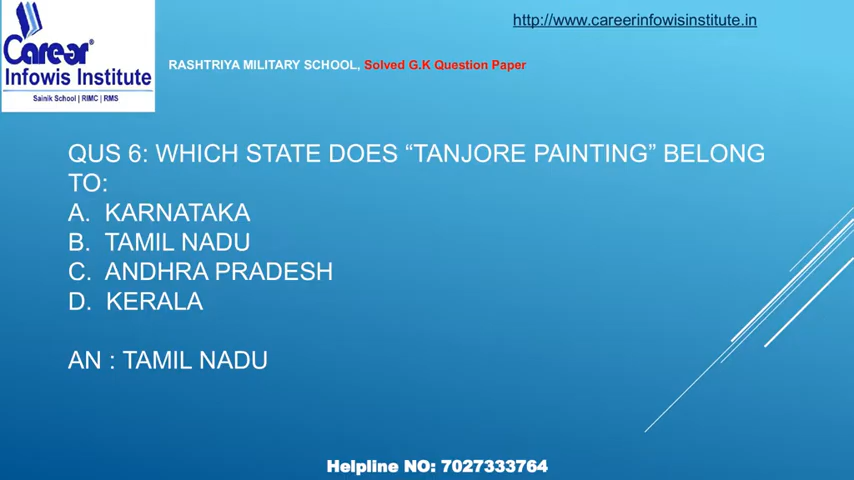 http://www.careerinfowisinstitute.in
Career®
Infowis Institute
Sainik School | RIMC | RMS
RASHTRIYA MILITARY SCHOOL, Solved G.K Question Paper
QUS 6: WHICH STATE DOES “TANJORE PAINTING” BELONG
TO:
A. KARNATAKA
B. TAMIL NADU
C. ANDHRA PRADESH
D. KERALA
AN : TAMIL NADU
Helpline NO: 7027333764